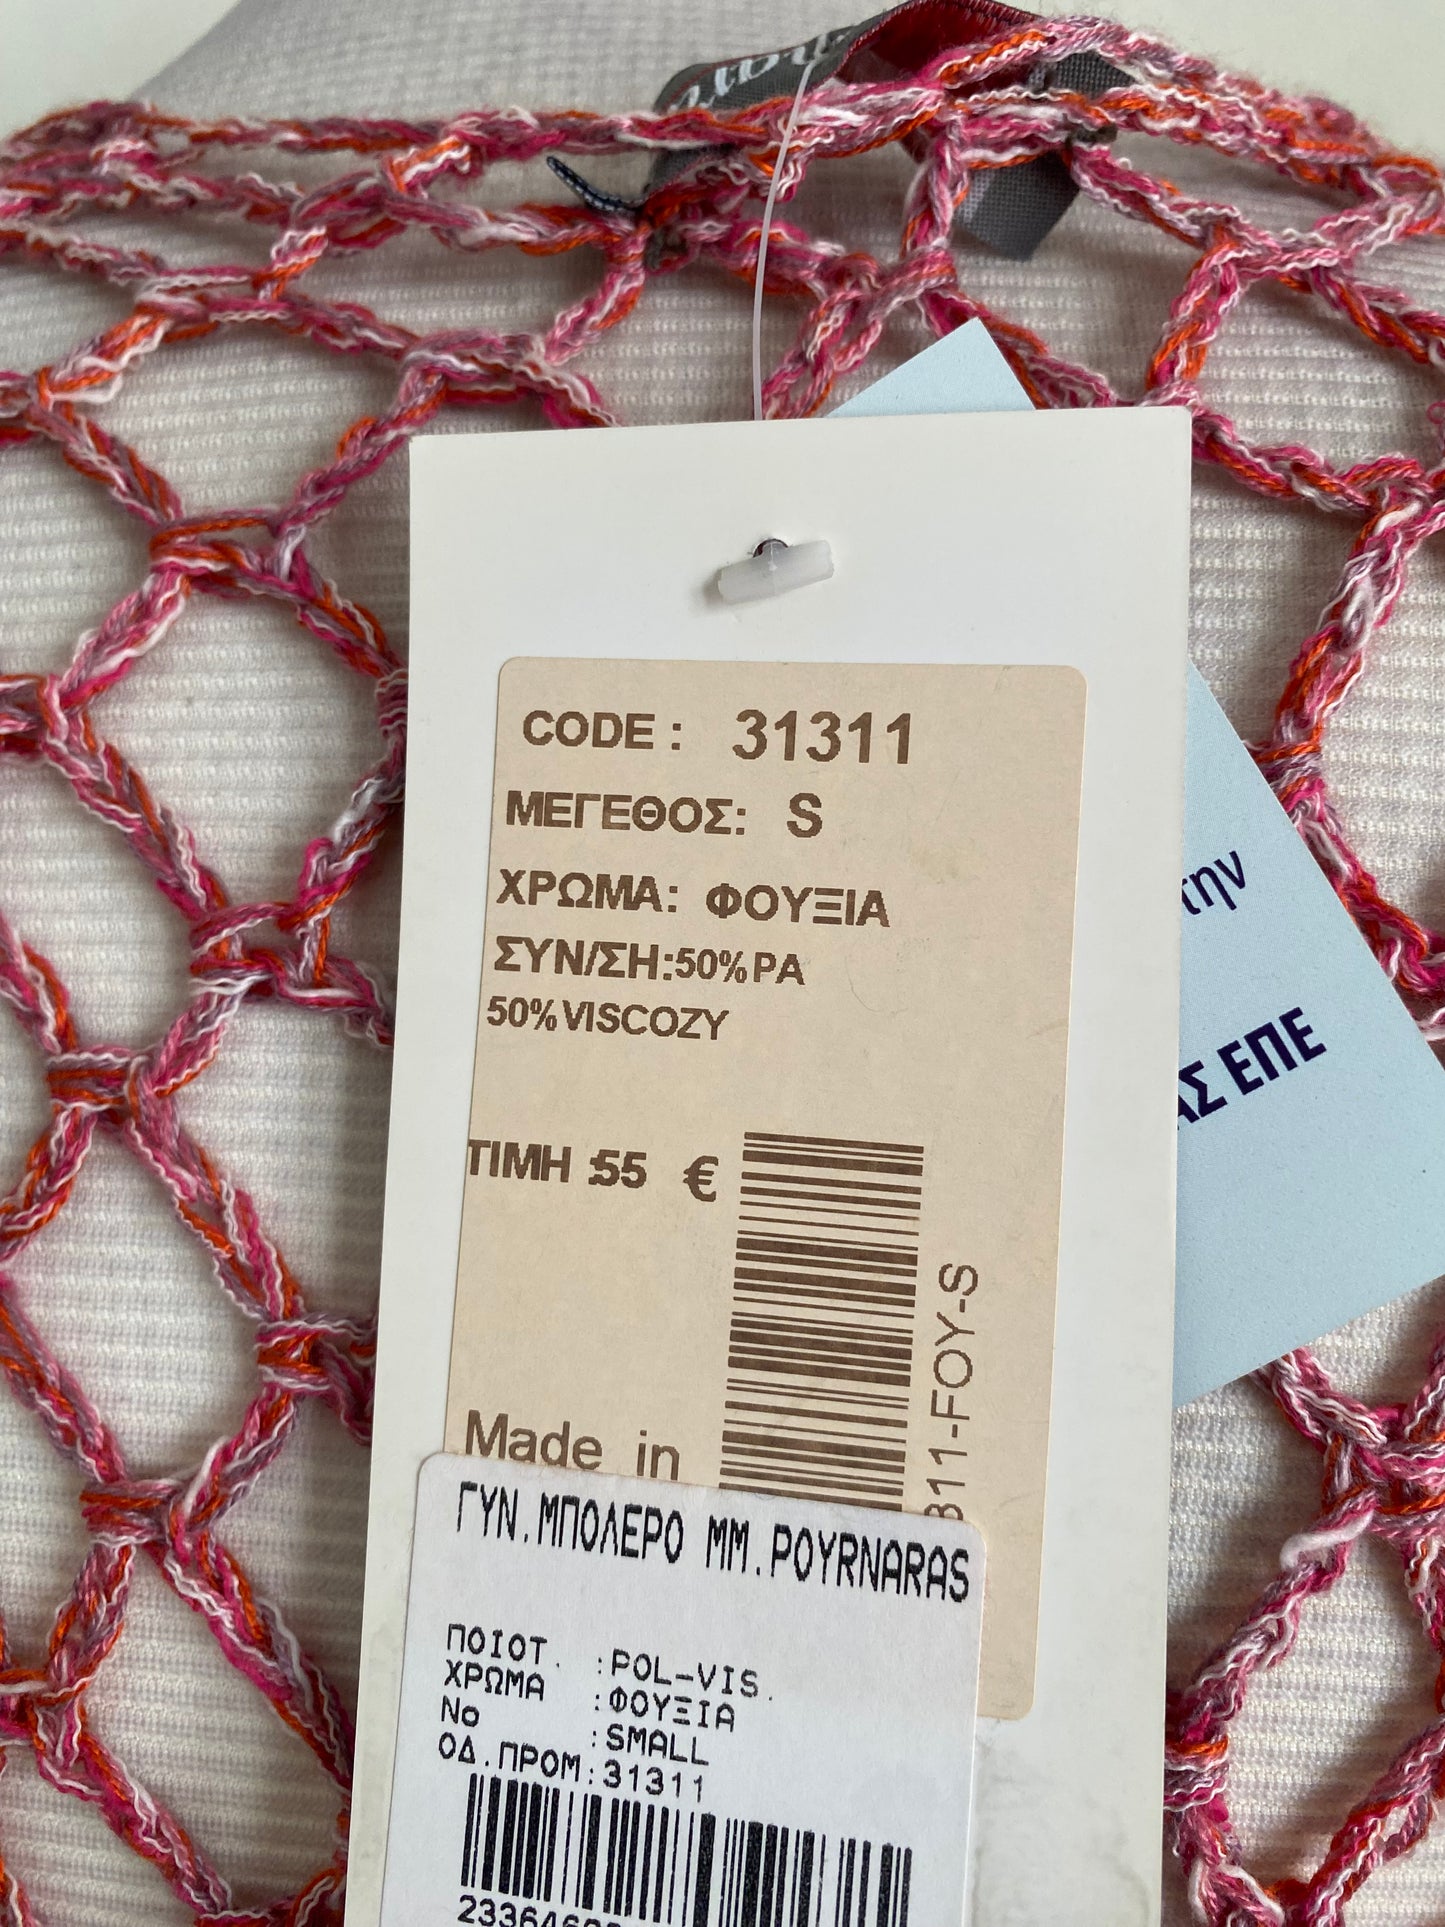 CODE : 31311
ΜΕΓΕΘΟΣ: S
ΧΡΩΜΑ: ΦΟΥΞΙΑ
ΣΥΝ/ΣΗ:50%PA
50%VISCOZY
ΤΙΜΗ :55 €
311-FOY-S
Made in
την
ΑΣ ΕΠΕ
ΓΥΝ.ΜΠΟΛΕΡΟ ΜΜ.POYRNARAS
ΠΟΙΟΤ. :POL-VIS.
ΧΡΩΜΑ :ΦΟΥΞΙΑ
No :SMALL
ΟΔ.ΠΡΟΜ:31311